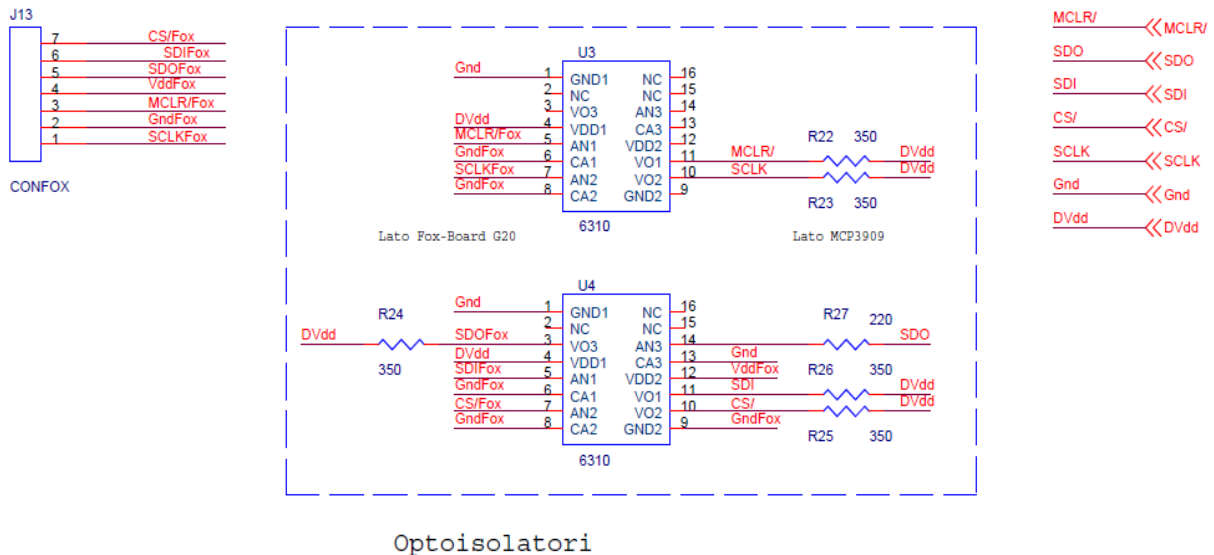 J13
7 CS/Fox
6 SDIFox
5 SDOFox
4 VddFox
3 MCLR/Fox
2 GndFox
1 SCLKFox
CONFOX
U3
Gnd 1 GND1 NC 16
2 NC NC 15
3 VO3 AN3 14
DVdd 4 VDD1 CA3 13
MCLR/Fox 5 AN1 VDD2 12
GndFox 6 CA1 VO1 11 MCLR/ R22 350 DVdd
SCLKFox 7 AN2 VO2 10 SCLK DVdd
GndFox 8 CA2 GND2 9 R23 350
6310
Lato Fox-Board G20
Lato MCP3909
U4
Gnd 1 GND1 NC 16
2 NC NC 15
DVdd R24 350 SDOFox 3 VO3 AN3 14 R27 220 SDO
DVdd 4 VDD1 CA3 13 Gnd
SDIFox 5 AN1 VDD2 12 VddFox
GndFox 6 CA1 VO1 11 SDI R26 350 DVdd
CS/Fox 7 AN2 VO2 10 CS/ DVdd
GndFox 8 CA2 GND2 9 GndFox R25 350
6310
MCLR/ MCLR/
SDO SDO
SDI SDI
CS/ CS/
SCLK SCLK
Gnd Gnd
DVdd DVdd
Optoisolatori